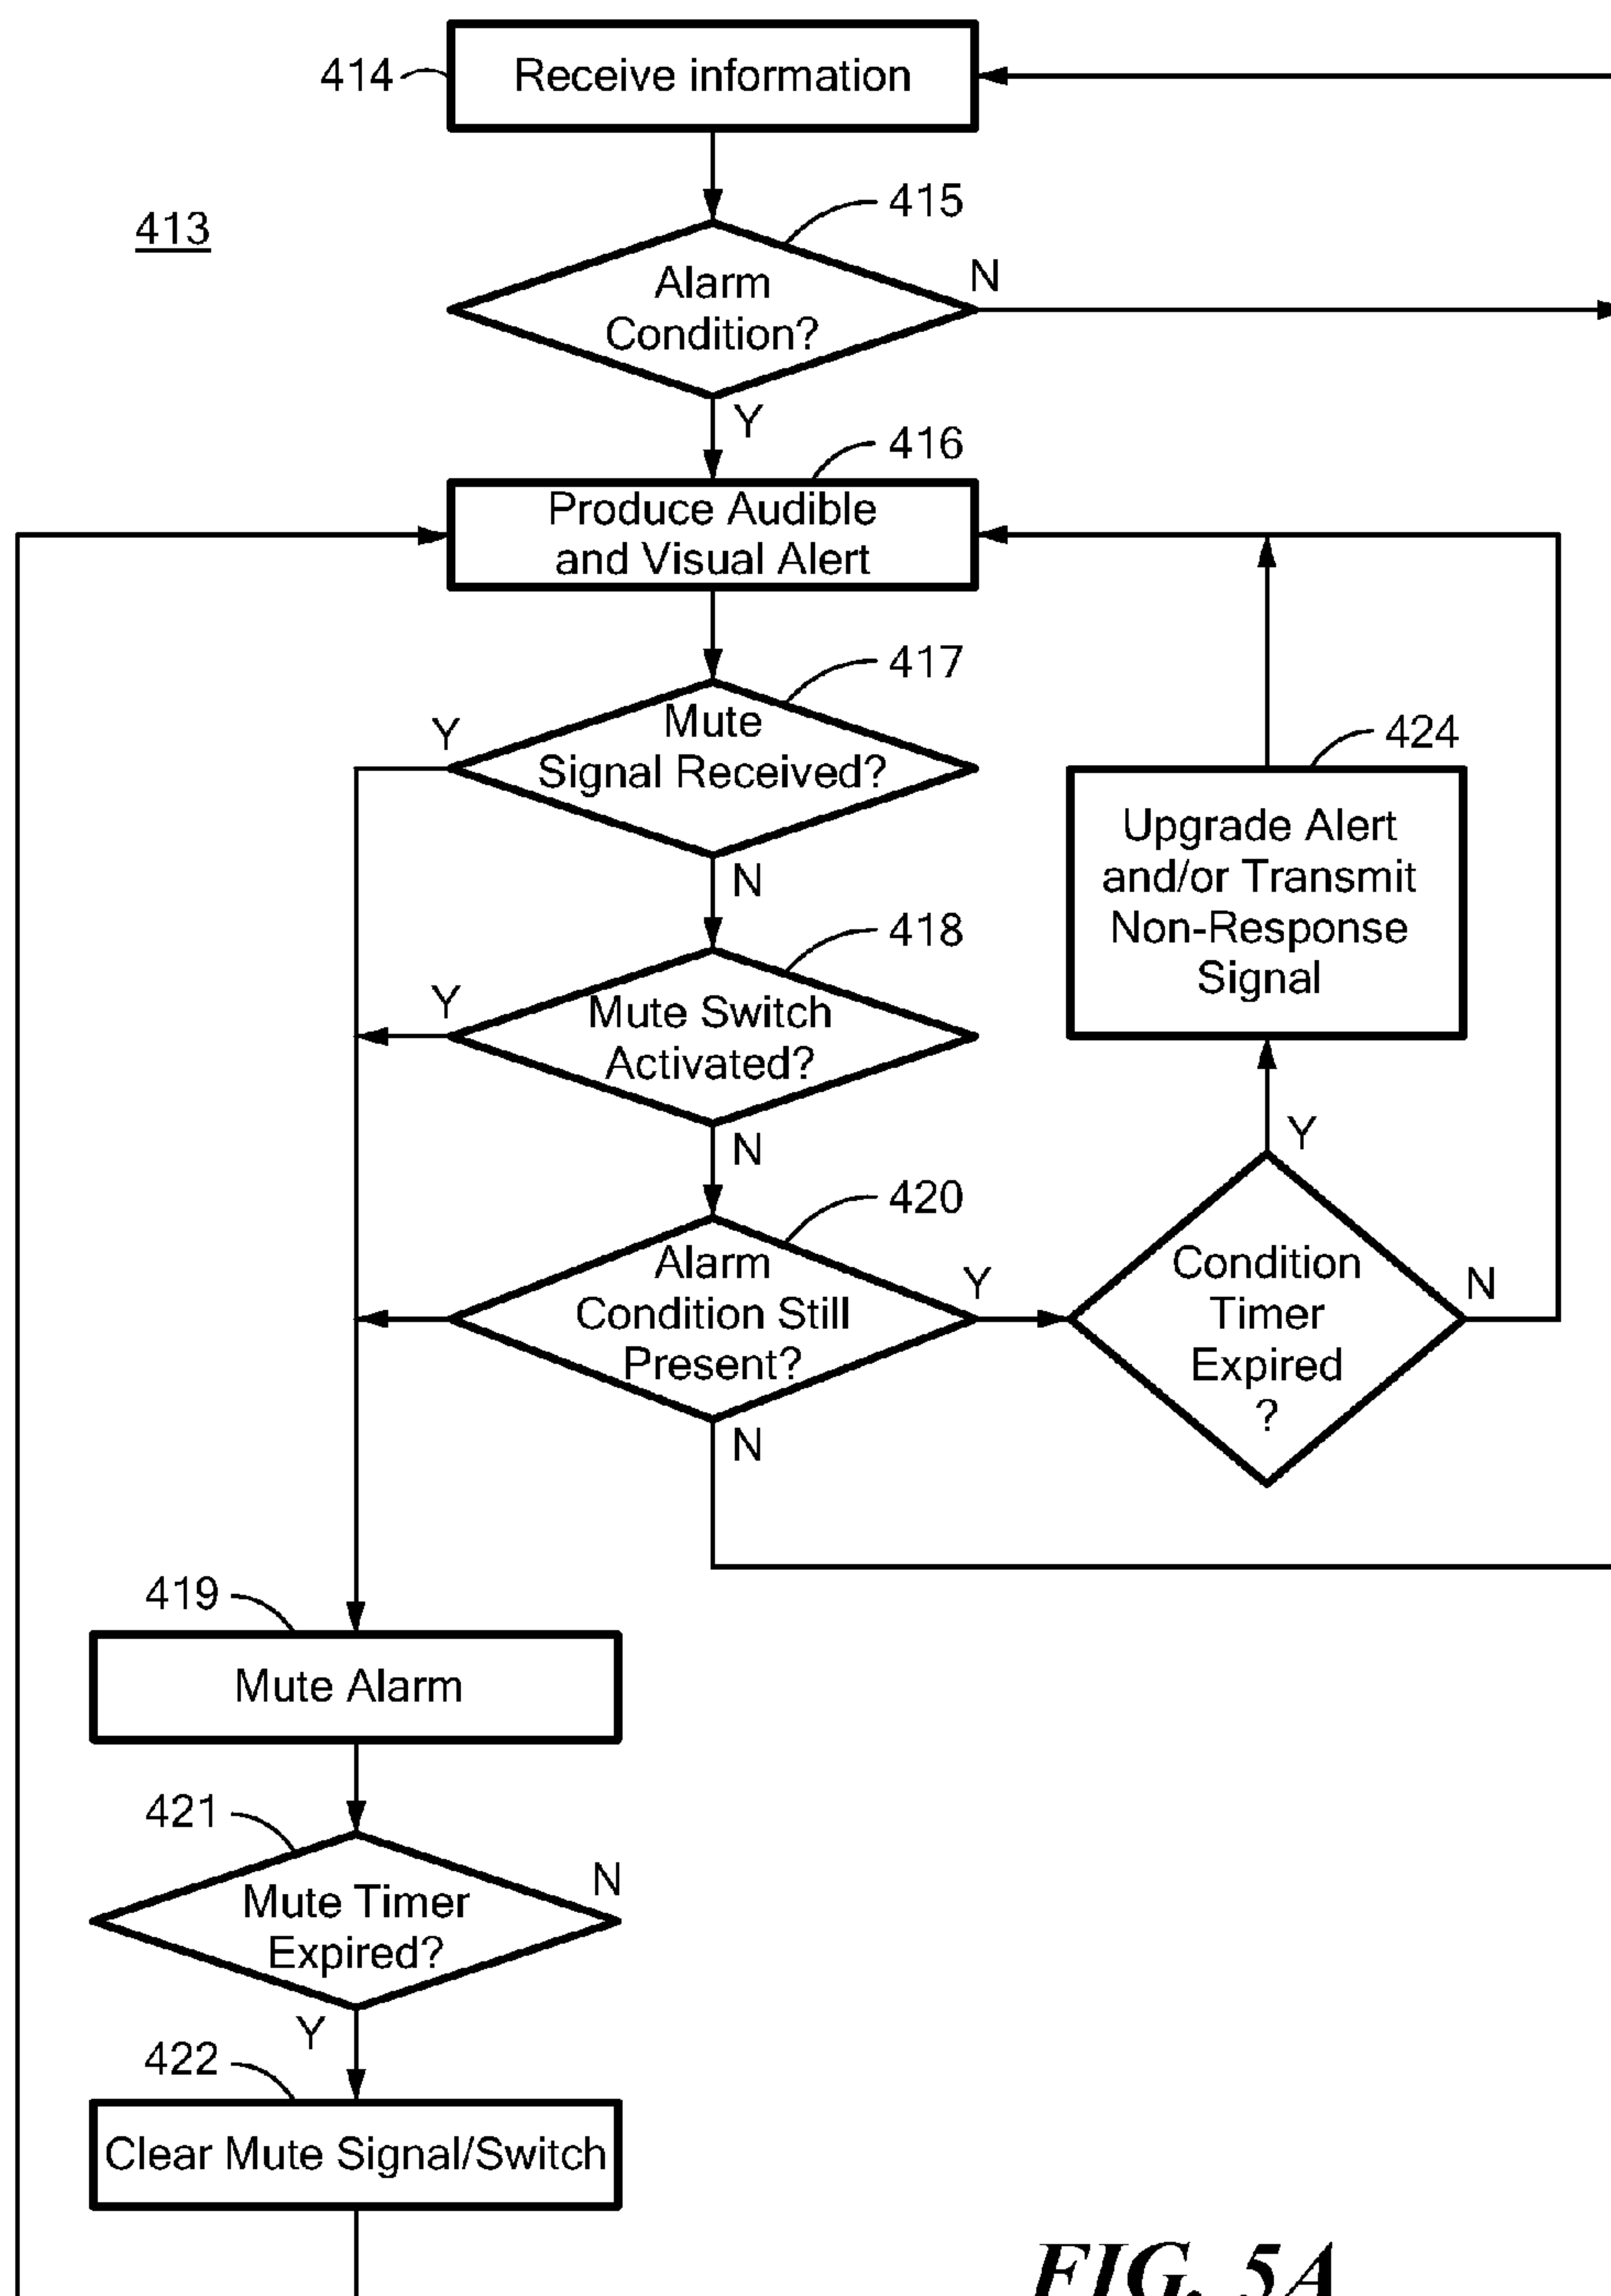 414
Receive information
413
415
Alarm
Condition?
N
Y
416
Produce Audible
and Visual Alert
417
Mute
Signal Received?
Y
N
418
Mute Switch
Activated?
Y
N
420
Alarm
Condition Still
Present?
Y
N
Condition
Timer
Expired
?
Y
N
424
Upgrade Alert
and/or Transmit
Non-Response
Signal
419
Mute Alarm
421
Mute Timer
Expired?
N
Y
422
Clear Mute Signal/Switch
FIG. 5A